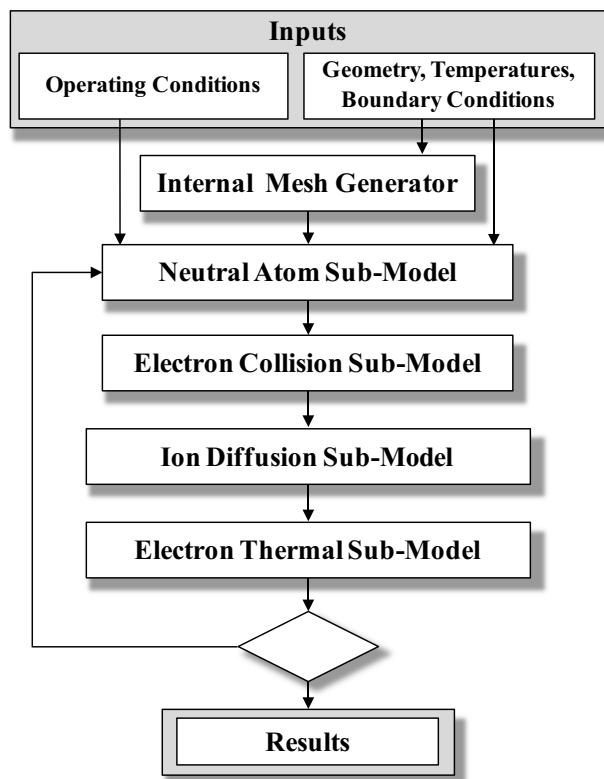 Inputs
Operating Conditions
Geometry, Temperatures,
Boundary Conditions
Internal Mesh Generator
Neutral Atom Sub-Model
Electron Collision Sub-Model
Ion Diffusion Sub-Model
Electron Thermal Sub-Model
Results